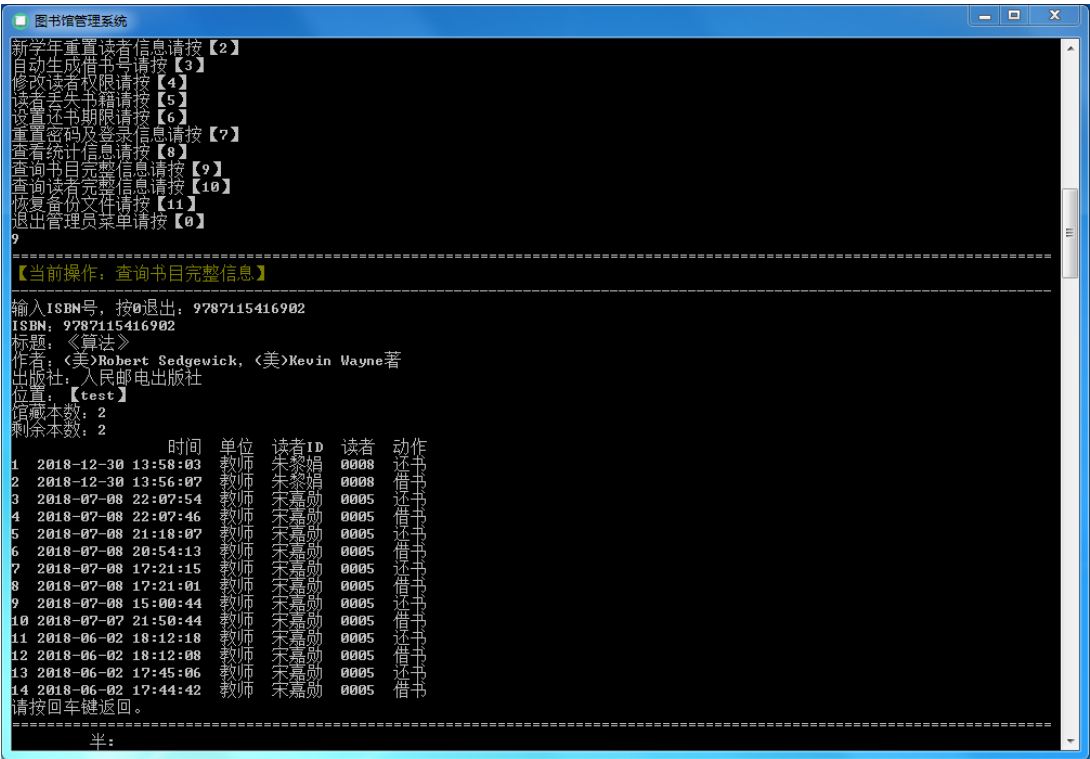 图书馆管理系统
新学年重置读者信息请按【2】
自动生成借书号请按【3】
修改读者权限请按【4】
读者丢失书籍请按【5】
设置还书期限请按【6】
重置密码及登录信息请按【7】
查看统计信息请按【8】
查询书目完整信息请按【9】
查询读者完整信息请按【10】
恢复备份文件请按【11】
退出管理员菜单请按【0】
9
【当前操作：查询书目完整信息】
输入ISBN号，按0退出：9787115416902
ISBN：9787115416902
标题：《算法》
作者：(美)Robert Sedgewick, (美)Kevin Wayne著
出版社：人民邮电出版社
位置：【test】
馆藏本数：2
剩余本数：2
时间 单位 读者ID 读者 动作
1 2018-12-30 13:58:03 教师 朱黎娟 0008 还书
2 2018-12-30 13:56:07 教师 朱黎娟 0008 借书
3 2018-07-08 22:07:54 教师 宋嘉勋 0005 还书
4 2018-07-08 22:07:46 教师 宋嘉勋 0005 借书
5 2018-07-08 21:18:07 教师 宋嘉勋 0005 还书
6 2018-07-08 20:54:13 教师 宋嘉勋 0005 借书
7 2018-07-08 17:21:15 教师 宋嘉勋 0005 还书
8 2018-07-08 17:21:01 教师 宋嘉勋 0005 借书
9 2018-07-08 15:00:44 教师 宋嘉勋 0005 还书
10 2018-07-07 21:50:44 教师 宋嘉勋 0005 借书
11 2018-06-02 18:12:18 教师 宋嘉勋 0005 还书
12 2018-06-02 18:12:08 教师 宋嘉勋 0005 借书
13 2018-06-02 17:45:06 教师 宋嘉勋 0005 还书
14 2018-06-02 17:44:42 教师 宋嘉勋 0005 借书
请按回车键返回。
半：